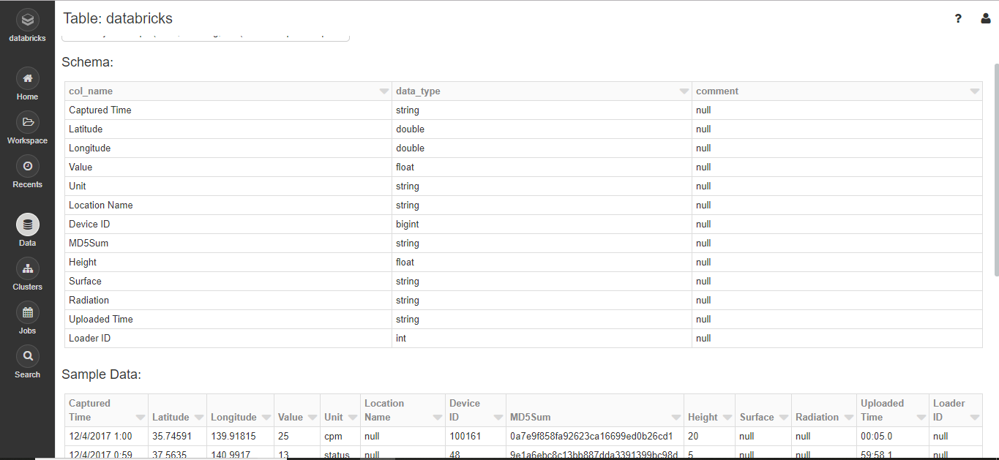 databricks
Table: databricks
?
Home
Workspace
Recents
Data
Clusters
Jobs
Search
Schema:
col_name data_type comment
Captured Time string null
Latitude double null
Longitude double null
Value float null
Unit string null
Location Name string null
Device ID bigint null
MD5Sum string null
Height float null
Surface string null
Radiation string null
Uploaded Time string null
Loader ID int null
Sample Data:
Captured Time Latitude Longitude Value Unit Location Name Device ID MD5Sum Height Surface Radiation Uploaded Time Loader ID
12/4/2017 1:00 35.74591 139.91815 25 cpm null 100161 0a7e9f858fa92623ca16699ed0b26cd1 20 null null 00:05.0 null
12/4/2017 0:59 37.5635 140.9917 13 status null 48 9e1a6ebc8c13bb887dda3391399bc98d 5 null null 59:58.1 null